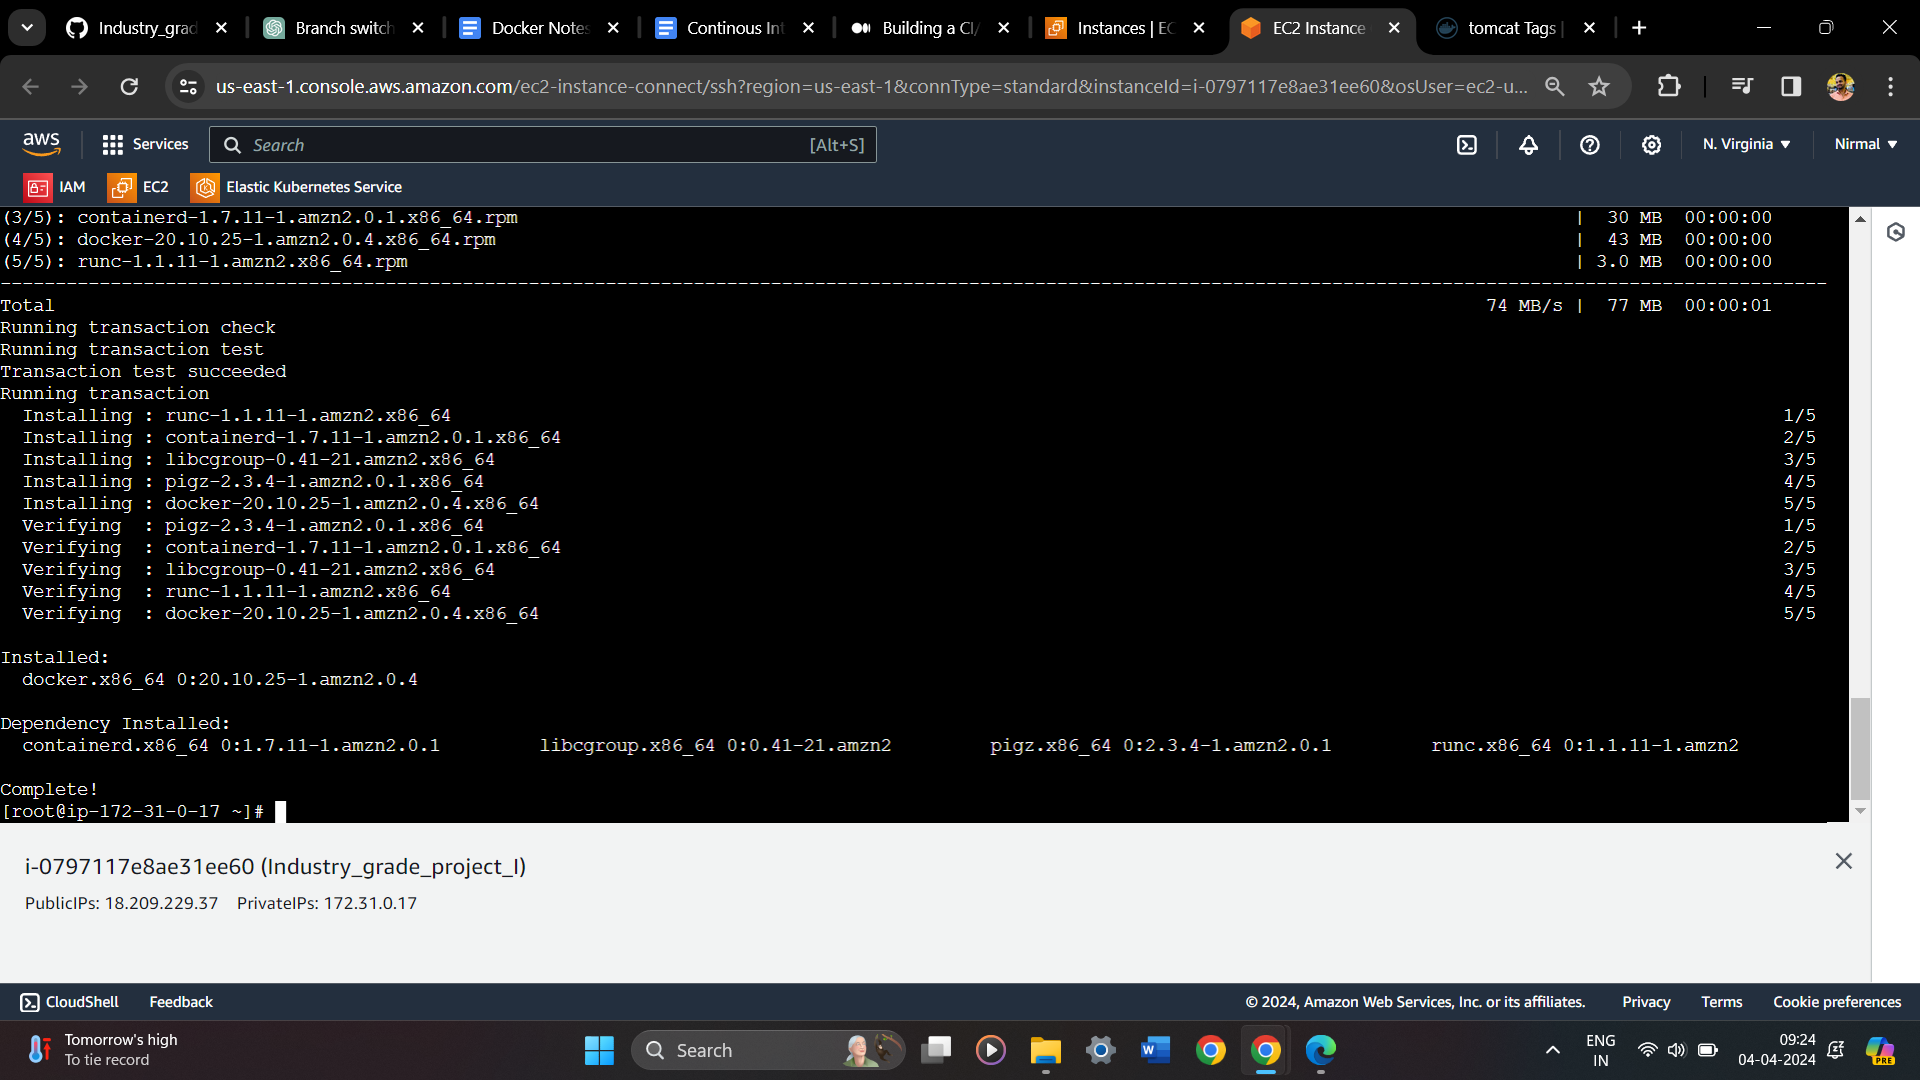 Industry_grad
Branch switch
Docker Notes
Continous Int
Building a CI/
Instances | EC
EC2 Instance
tomcat Tags |
us-east-1.console.aws.amazon.com/ec2-instance-connect/ssh?region=us-east-1&connType=standard&instanceId=i-0797117e8ae31ee60&osUser=ec2-u...
aws Services Search [Alt+S] N. Virginia Nirmal
IAM EC2 Elastic Kubernetes Service
(3/5): containerd-1.7.11-1.amzn2.0.1.x86_64.rpm | 30 MB 00:00:00
(4/5): docker-20.10.25-1.amzn2.0.4.x86_64.rpm | 43 MB 00:00:00
(5/5): runc-1.1.11-1.amzn2.x86_64.rpm | 3.0 MB 00:00:00
Total 74 MB/s | 77 MB 00:00:01
Running transaction check
Running transaction test
Transaction test succeeded
Running transaction
Installing : runc-1.1.11-1.amzn2.x86_64 1/5
Installing : containerd-1.7.11-1.amzn2.0.1.x86_64 2/5
Installing : libcgroup-0.41-21.amzn2.x86_64 3/5
Installing : pigz-2.3.4-1.amzn2.0.1.x86_64 4/5
Installing : docker-20.10.25-1.amzn2.0.4.x86_64 5/5
Verifying : pigz-2.3.4-1.amzn2.0.1.x86_64 1/5
Verifying : containerd-1.7.11-1.amzn2.0.1.x86_64 2/5
Verifying : libcgroup-0.41-21.amzn2.x86_64 3/5
Verifying : runc-1.1.11-1.amzn2.x86_64 4/5
Verifying : docker-20.10.25-1.amzn2.0.4.x86_64 5/5
Installed:
docker.x86_64 0:20.10.25-1.amzn2.0.4
Dependency Installed:
containerd.x86_64 0:1.7.11-1.amzn2.0.1 libcgroup.x86_64 0:0.41-21.amzn2 pigz.x86_64 0:2.3.4-1.amzn2.0.1 runc.x86_64 0:1.1.11-1.amzn2
Complete!
[root@ip-172-31-0-17 ~]#
i-0797117e8ae31ee60 (Industry_grade_project_I)
PublicIPs: 18.209.229.37 PrivateIPs: 172.31.0.17
CloudShell Feedback © 2024, Amazon Web Services, Inc. or its affiliates. Privacy Terms Cookie preferences
Tomorrow's high
To tie record
Search
W
ENG
IN
09:24
04-04-2024
PRE